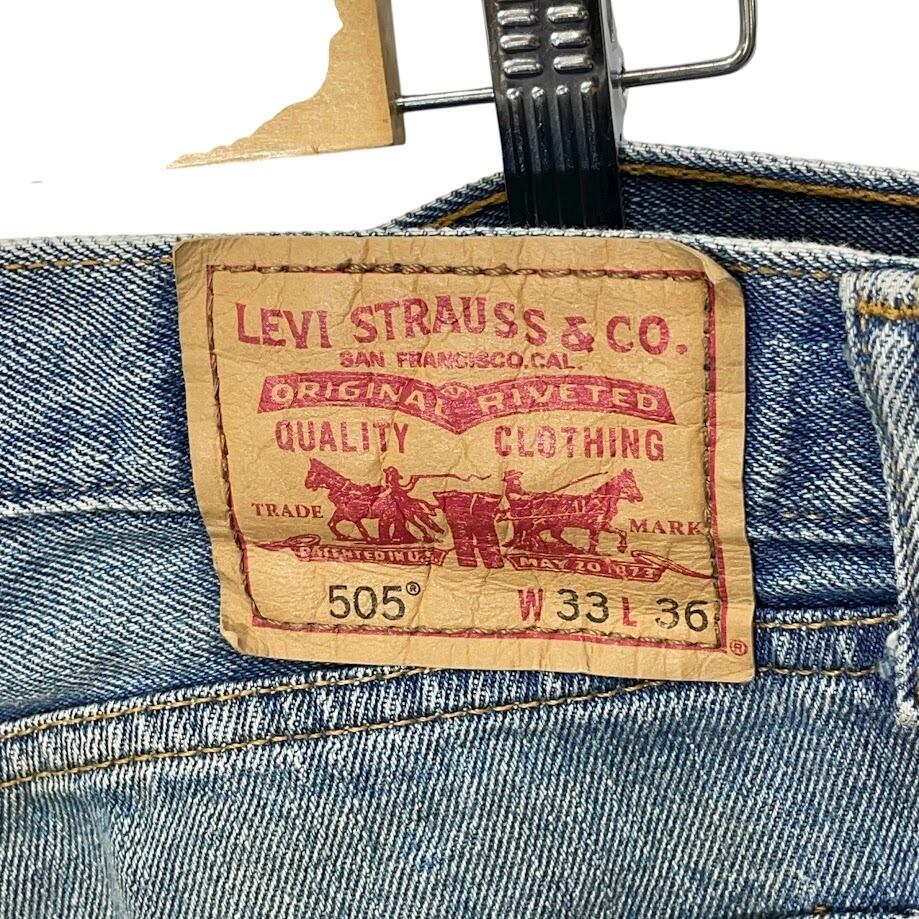 LEVI STRAUSS & CO.
SAN FRANCISCO.CAL.
ORIGINAL RIVETED
QUALITY CLOTHING
TRADE MARK
PATENTED IN U.S. MAY 20 1873
505® W 33 L 36
®